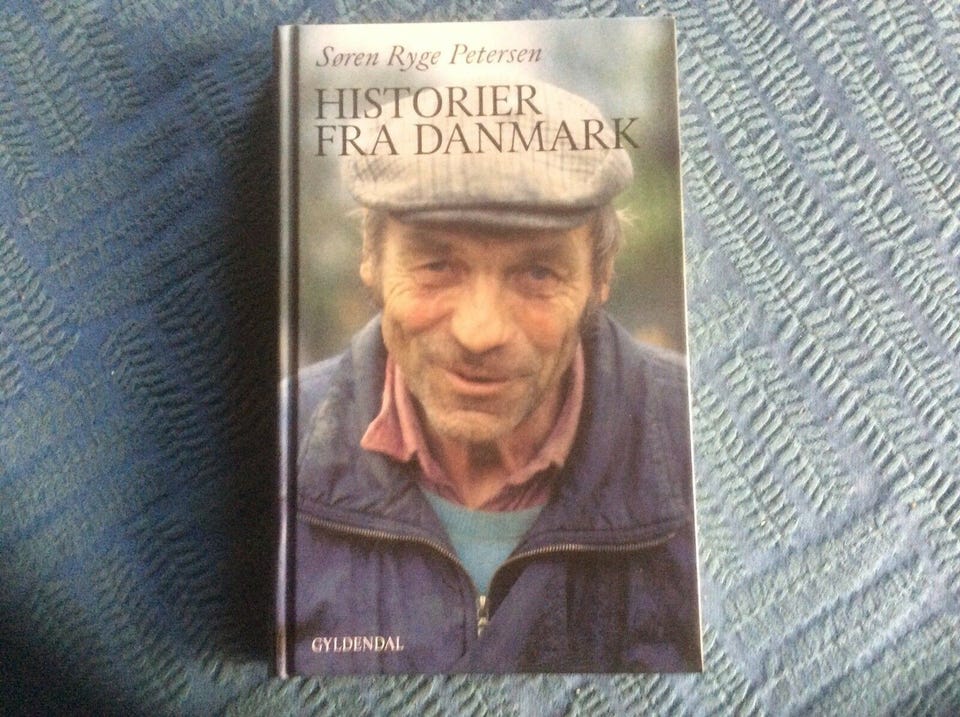 Søren Ryge Petersen
HISTORIER
FRA DANMARK
GYLDENDAL